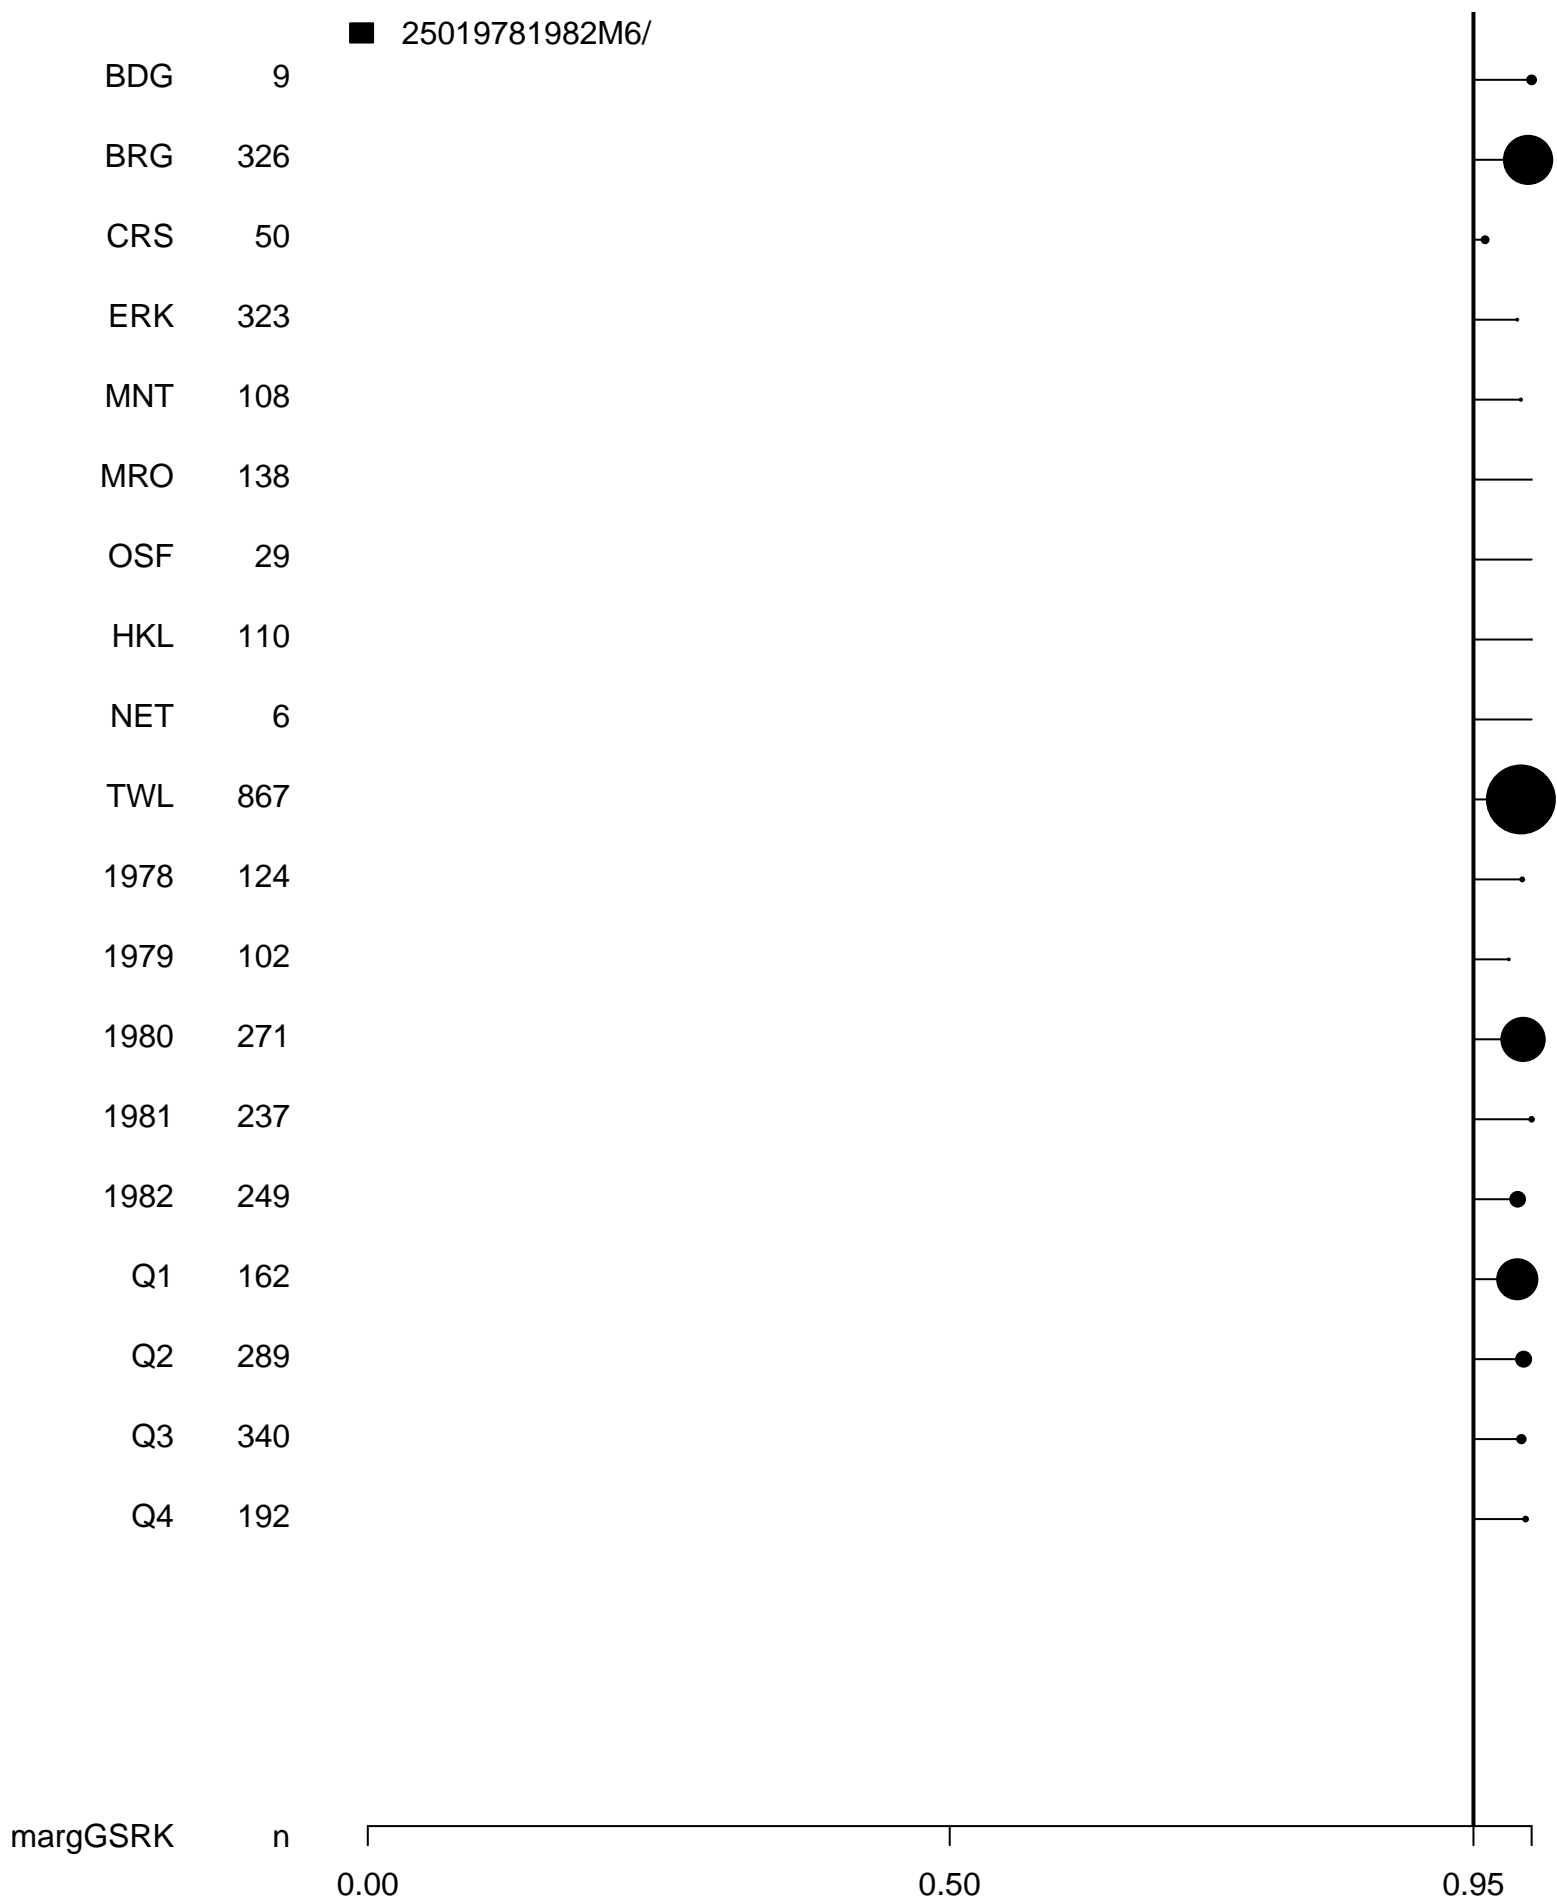 25019781982M6/
BDG 9
BRG 326
CRS 50
ERK 323
MNT 108
MRO 138
OSF 29
HKL 110
NET 6
TWL 867
1978 124
1979 102
1980 271
1981 237
1982 249
Q1 162
Q2 289
Q3 340
Q4 192
margGSRK n
0.00 0.50 0.95